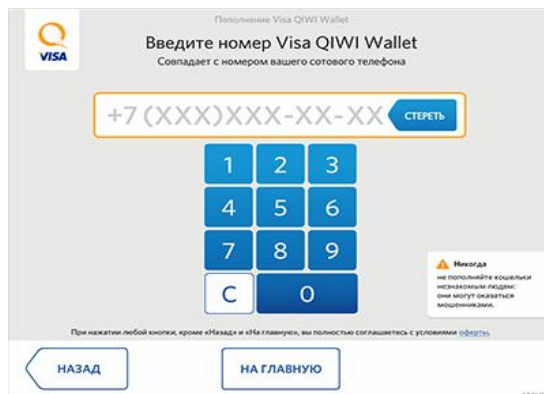 Пополнение Visa QIWI Wallet
VISA
Введите номер Visa QIWI Wallet
Совпадает с номером вашего сотового телефона
+7 (XXX)XXX-XX-XX СТЕРЕТЬ
1 2 3
4 5 6
7 8 9
C 0
Никогда
не пополняйте кошельки
незнакомым людям:
они могут оказаться
мошенниками.
При нажатии любой кнопки, кроме «Назад» и «На главную», вы полностью соглашаетесь с условиями оферты.
НАЗАД НА ГЛАВНУЮ